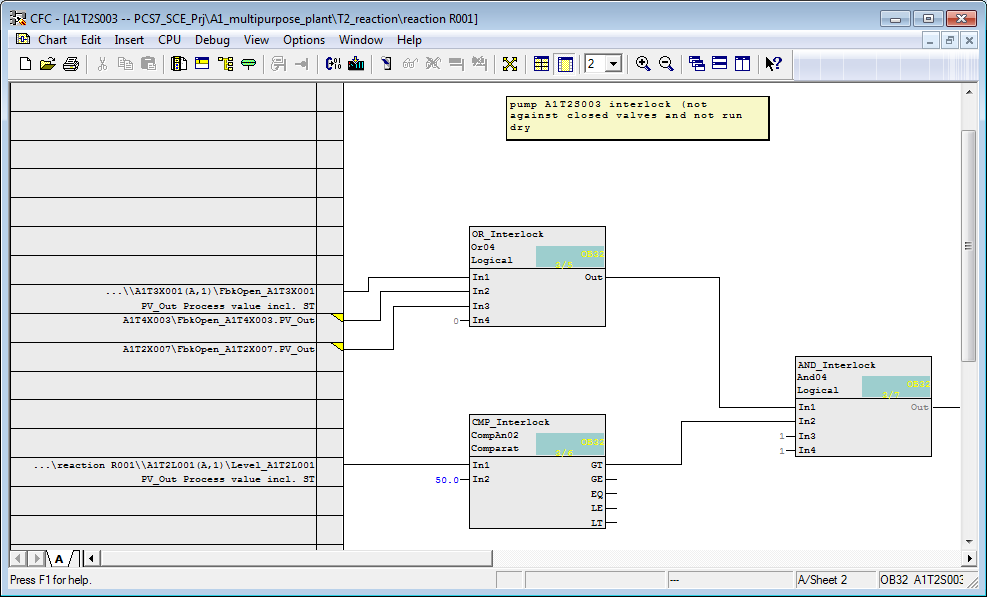 CFC - [A1T2S003 -- PCS7_SCE_Prj\A1_multipurpose_plant\T2_reaction\reaction R001]
Chart Edit Insert CPU Debug View Options Window Help
2
pump A1T2S003 interlock (not
against closed valves and not run
dry
OR_Interlock
Or04 OB32
Logical 3/5
In1 Out
In2
In3
0 In4
...\\A1T3X001(A,1)\FbkOpen_A1T3X001
PV_Out Process value incl. ST
A1T4X003\FbkOpen_A1T4X003.PV_Out
A1T2X007\FbkOpen_A1T2X007.PV_Out
AND_Interlock
And04 OB32
Logical 3/7
In1 Out
In2
1 In3
1 In4
CMP_Interlock
CompAn02 OB32
Comparat 3/6
In1 GT
50.0 In2 GE
EQ
LE
LT
...\reaction R001\\A1T2L001(A,1)\Level_A1T2L001
PV_Out Process value incl. ST
A
Press F1 for help. --- A/Sheet 2 OB32 A1T2S003